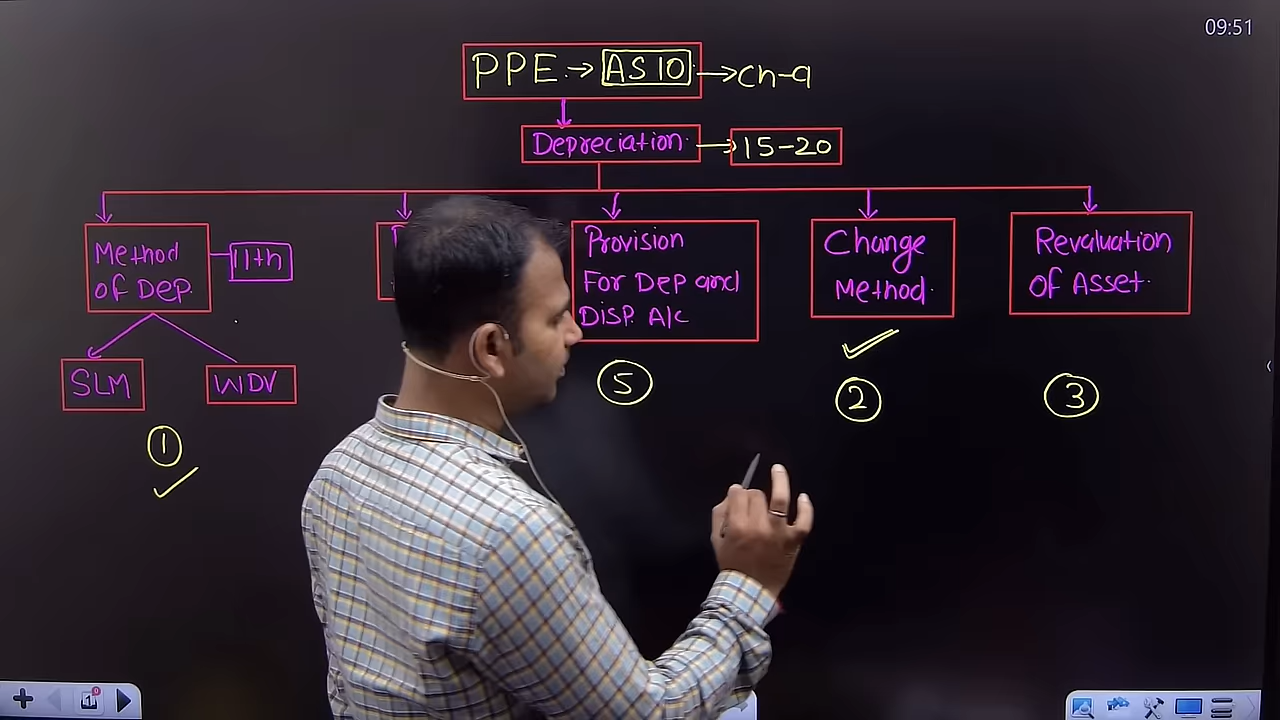 09:51
PPE → AS 10 → Ch-9
Depreciation → 15-20
Method
of Dep.
11th
Provision
For Dep and
Disp. A/c
Change
Method
Revaluation
of Asset
SLM
WDV
5
2
3
1